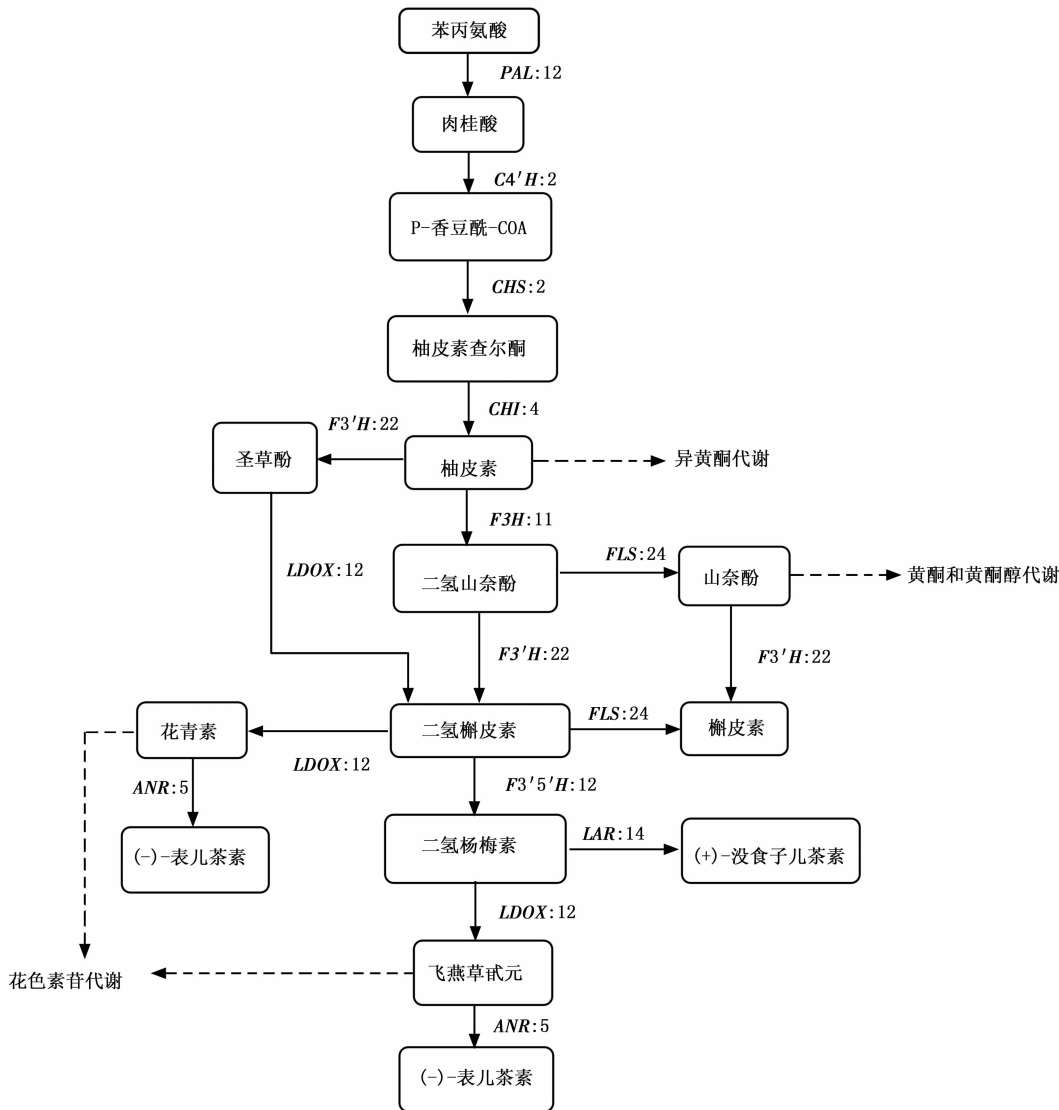 苯丙氨酸
PAL:12
肉桂酸
C4'H:2
P-香豆酰-COA
CHS:2
柚皮素查尔酮
CHI:4
F3'H:22
圣草酚
柚皮素
异黄酮代谢
F3H:11
LDOX:12
二氢山奈酚
FLS:24
山奈酚
黄酮和黄酮醇代谢
F3'H:22
F3'H:22
花青素
二氢槲皮素
FLS:24
槲皮素
LDOX:12
ANR:5
F3'5'H:12
(-)-表儿茶素
二氢杨梅素
LAR:14
(+)-没食子儿茶素
LDOX:12
花色素苷代谢
飞燕草甙元
ANR:5
(-)-表儿茶素